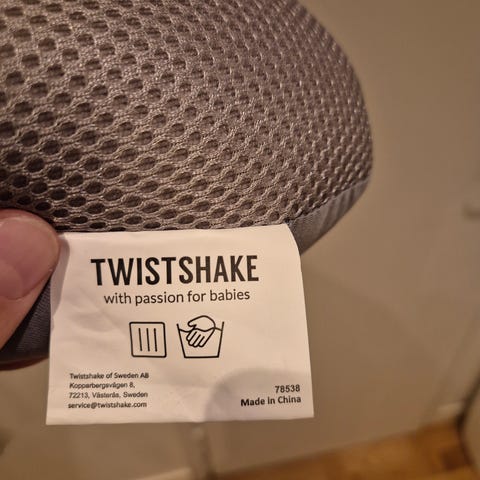 TWISTSHAKE
with passion for babies
Twistshake of Sweden AB
Kopparbergsvägen 8,
72213, Västerås, Sweden
service@twistshake.com
78538
Made in China